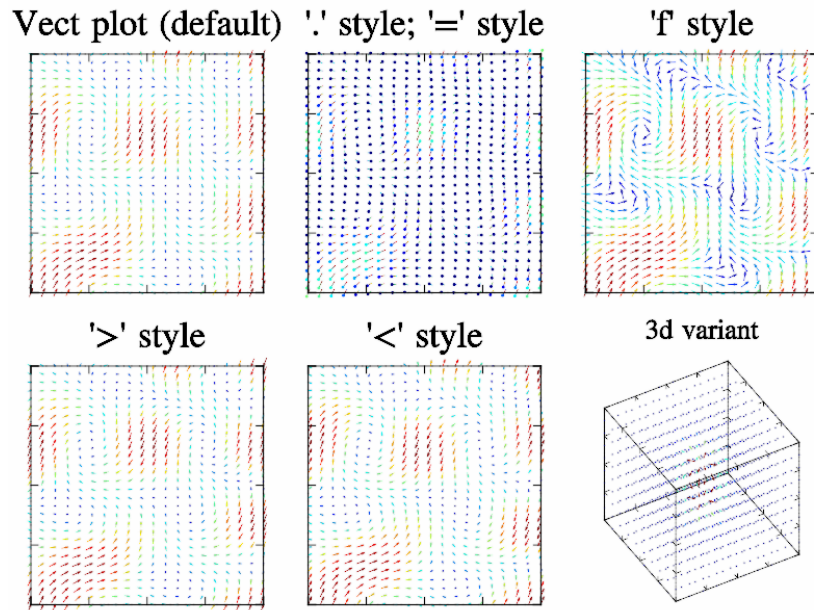 Vect plot (default)
'.' style; '=' style
'f' style
'>' style
'<' style
3d variant